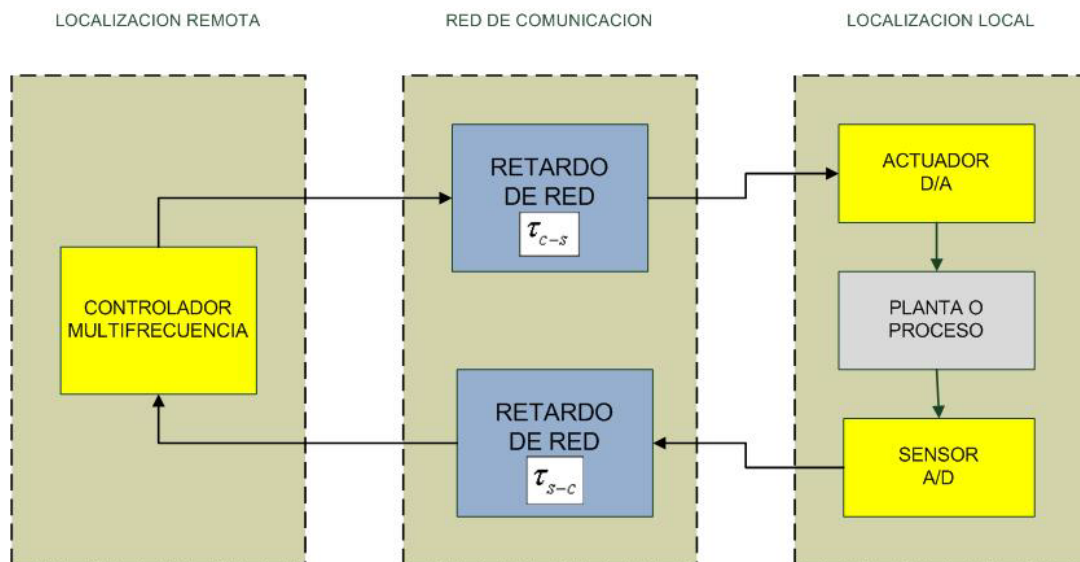 LOCALIZACION REMOTA
RED DE COMUNICACION
LOCALIZACION LOCAL
CONTROLADOR
MULTIFRECUENCIA
RETARDO
DE RED
τc-s
RETARDO
DE RED
τs-c
ACTUADOR
D/A
PLANTA O
PROCESO
SENSOR
A/D